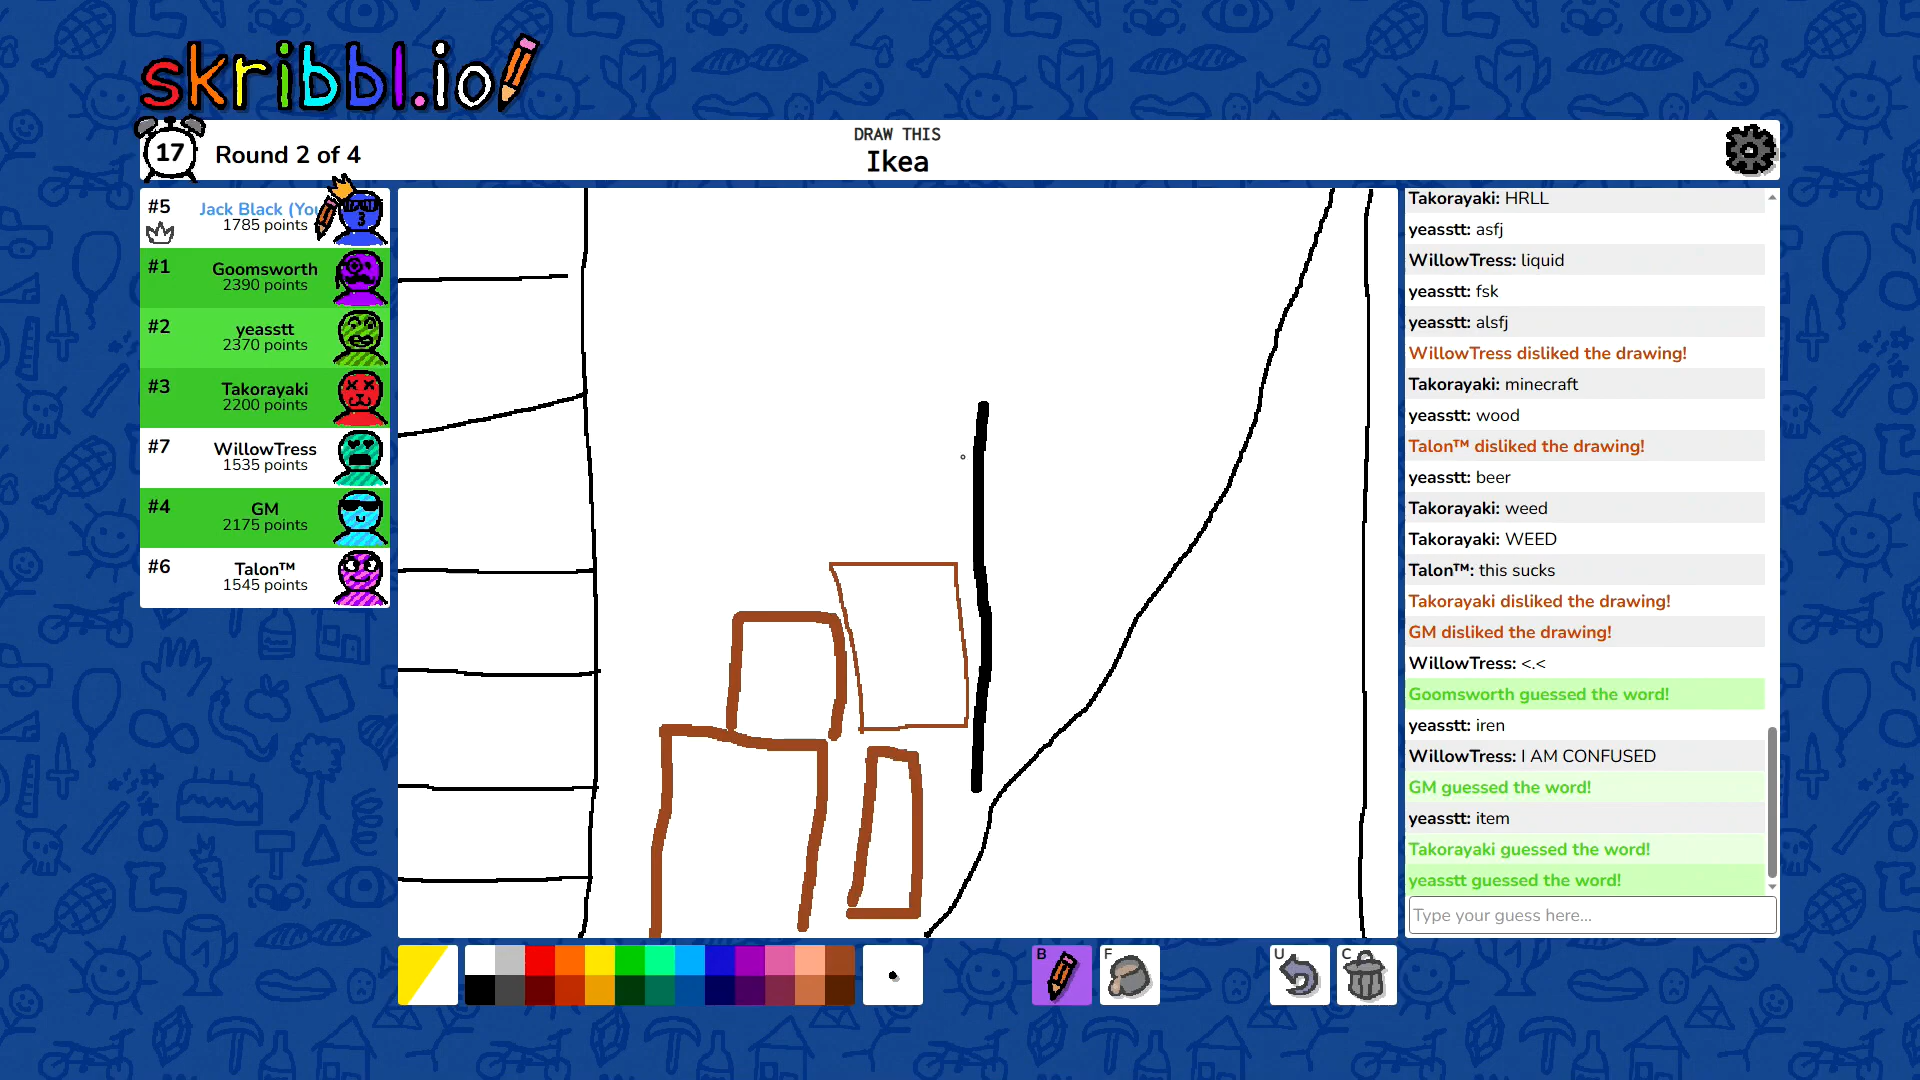 skribbl.io
17
Round 2 of 4
DRAW THIS
Ikea
#5
Jack Black (You
1785 points
#1
Goomsworth
2390 points
#2
yeasstt
2370 points
#3
Takorayaki
2200 points
#7
WillowTress
1535 points
#4
GM
2175 points
#6
Talon™
1545 points
Takorayaki: HRLL
yeasstt: asfj
WillowTress: liquid
yeasstt: fsk
yeasstt: alsfj
WillowTress disliked the drawing!
Takorayaki: minecraft
yeasstt: wood
Talon™ disliked the drawing!
yeasstt: beer
Takorayaki: weed
Takorayaki: WEED
Talon™: this sucks
Takorayaki disliked the drawing!
GM disliked the drawing!
WillowTress: <.<
Goomsworth guessed the word!
yeasstt: iren
WillowTress: I AM CONFUSED
GM guessed the word!
yeasstt: item
Takorayaki guessed the word!
yeasstt guessed the word!
Type your guess here...
B
F
U
C